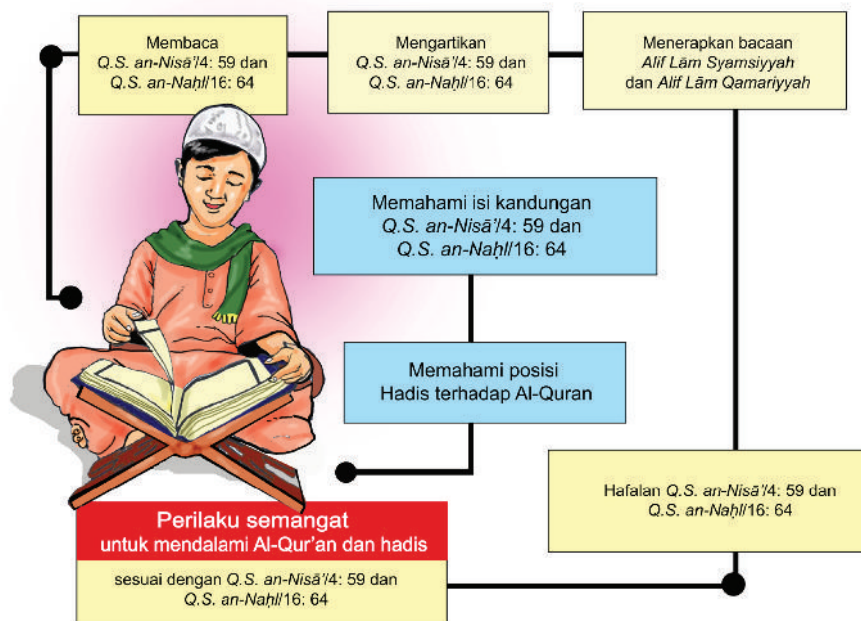 Membaca
Q.S. an-Nisā'/4: 59 dan
Q.S. an-Naḥl/16: 64
Mengartikan
Q.S. an-Nisā'/4: 59 dan
Q.S. an-Naḥl/16: 64
Menerapkan bacaan
Alif Lām Syamsiyyah
dan Alif Lām Qamariyyah
Memahami isi kandungan
Q.S. an-Nisā'/4: 59 dan
Q.S. an-Naḥl/16: 64
Memahami posisi
Hadis terhadap Al-Quran
Hafalan Q.S. an-Nisā'/4: 59 dan
Q.S. an-Naḥl/16: 64
Perilaku semangat
untuk mendalami Al-Qur'an dan hadis
sesuai dengan Q.S. an-Nisā'/4: 59 dan
Q.S. an-Naḥl/16: 64